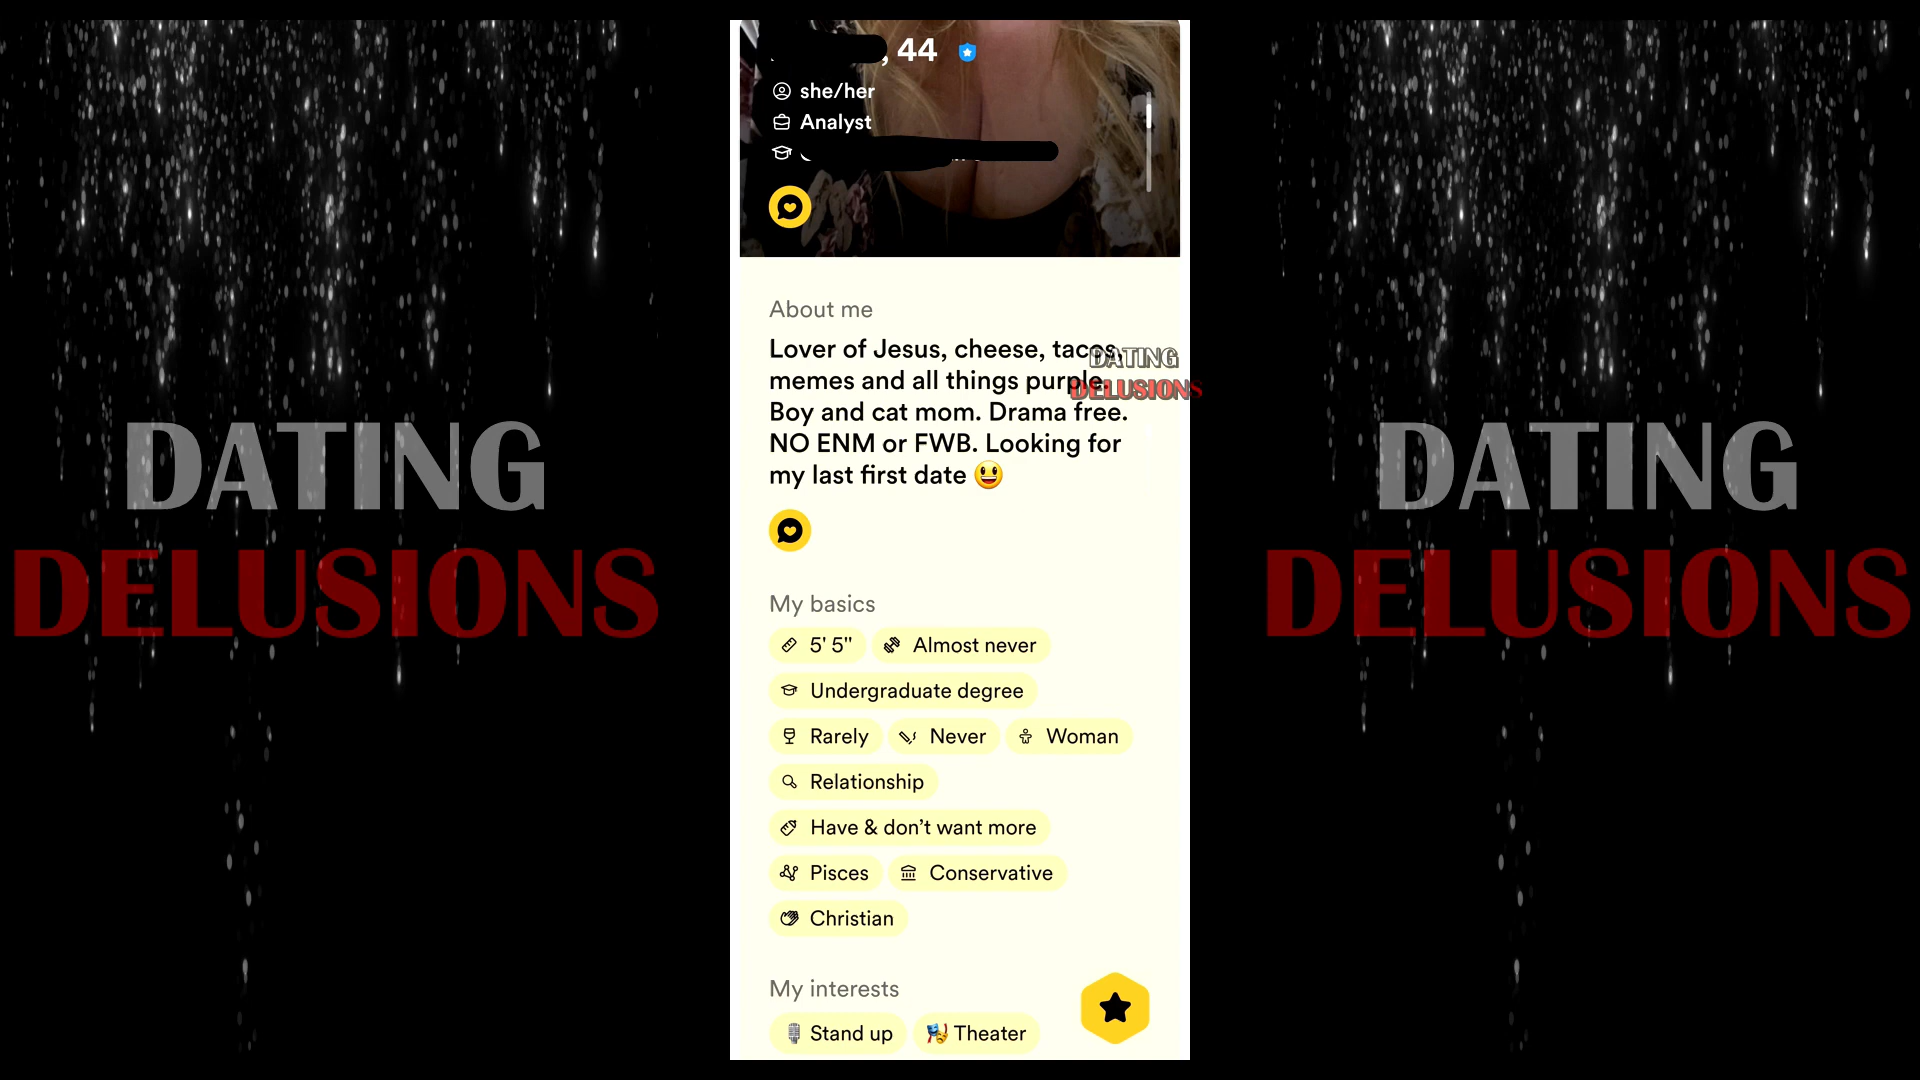 , 44
she/her
Analyst
About me
Lover of Jesus, cheese, tacos,
memes and all things purple.
Boy and cat mom. Drama free.
NO ENM or FWB. Looking for
my last first date 😃
DATING
DELUSIONS
My basics
5' 5"
Almost never
Undergraduate degree
Rarely
Never
Woman
Relationship
Have & don’t want more
Pisces
Conservative
Christian
My interests
Stand up
Theater
DATING
DELUSIONS
DATING
DELUSIONS